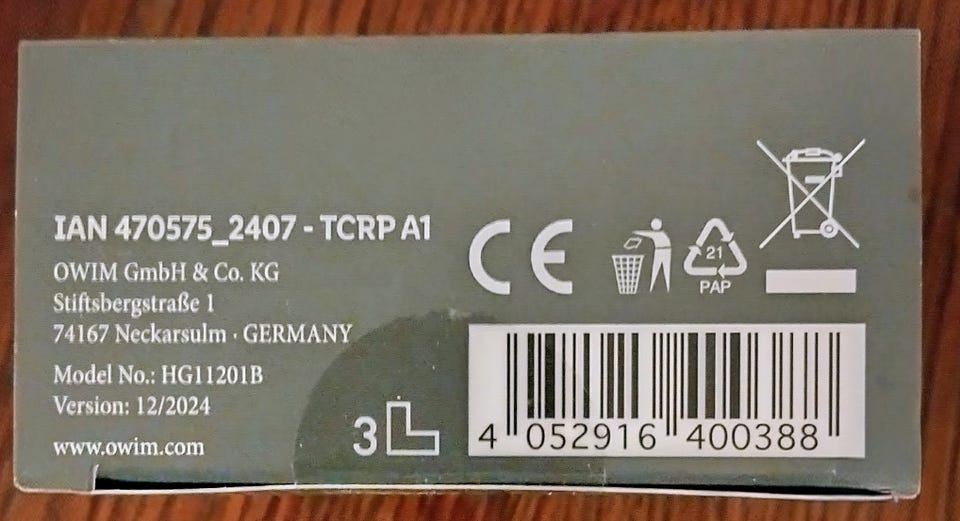 IAN 470575_2407 - TCRP A1
OWIM GmbH & Co. KG
Stiftsbergstraße 1
74167 Neckarsulm · GERMANY
Model No.: HG11201B
Version: 12/2024
www.owim.com
3
CE
21
PAP
4 052916 400388